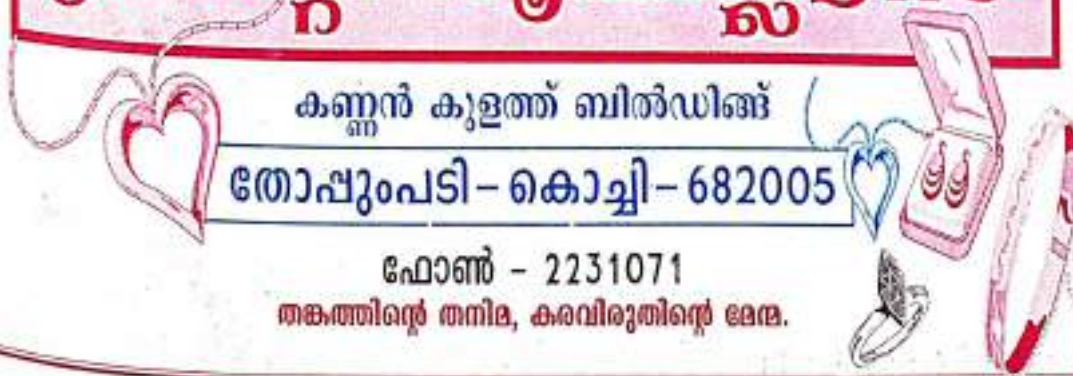 കണ്ണൻ കുളത്ത് ബിൽഡിങ്ങ്
തോപ്പുംപടി – കൊച്ചി – 682005
ഫോൺ – 2231071
തങ്കത്തിന്റെ തനിമ, കരവിരുതിന്റെ മേന്മ.